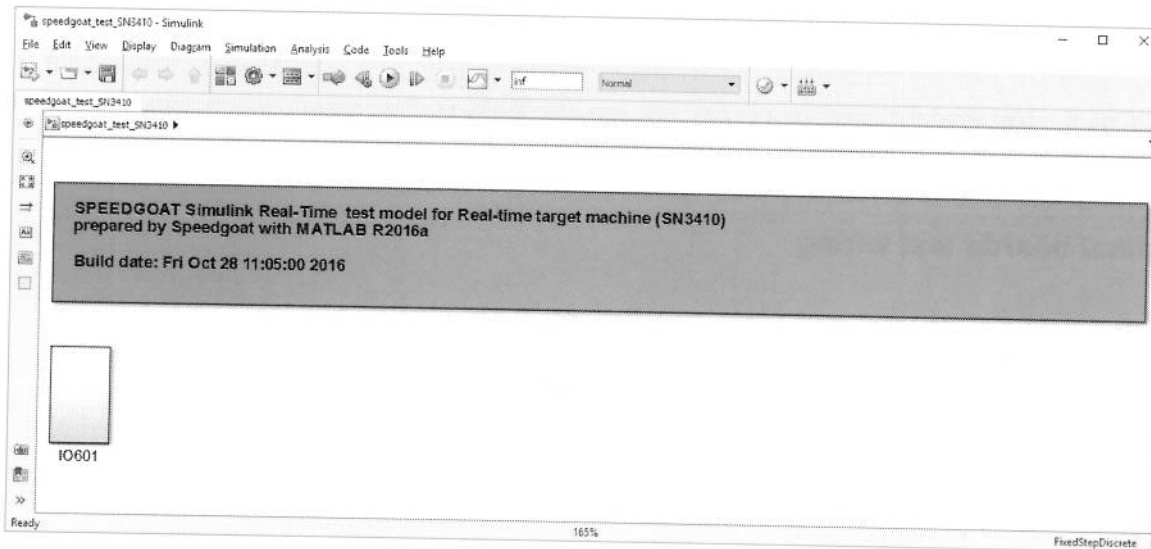 speedgoat_test_SN3410 - Simulink
File Edit View Display Diagram Simulation Analysis Code Tools Help
inf Normal
speedgoat_test_SN3410
speedgoat_test_SN3410
SPEEDGOAT Simulink Real-Time test model for Real-time target machine (SN3410)
prepared by Speedgoat with MATLAB R2016a
Build date: Fri Oct 28 11:05:00 2016
IO601
Ready 165% FixedStepDiscrete